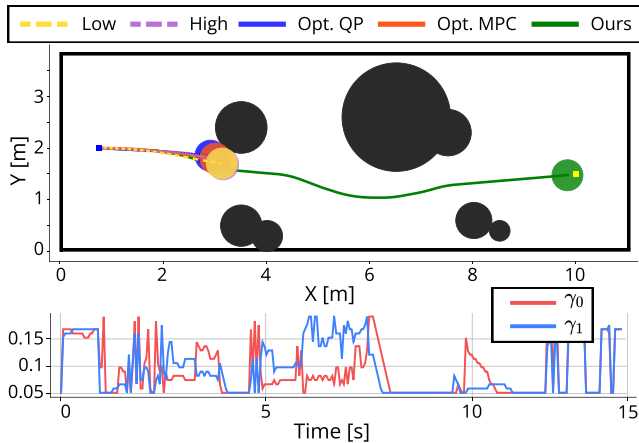 Low High Opt. QP Opt. MPC Ours
3
2
1
0
Y [m]
0 2 4 6 8 10
X [m]
γ0
γ1
0.15
0.1
0.05
0 5 10 15
Time [s]